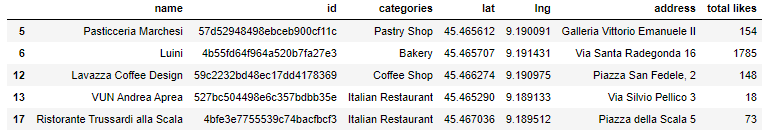 name id categories lat lng address total likes
5 Pasticceria Marchesi 57d52948498ebceb900cf11c Pastry Shop 45.465612 9.190091 Galleria Vittorio Emanuele II 154
6 Luini 4b55fd64f964a520b7fa27e3 Bakery 45.465707 9.191431 Via Santa Radegonda 16 1785
12 Lavazza Coffee Design 59c2232bd48ec17dd4178369 Coffee Shop 45.466274 9.190975 Piazza San Fedele, 2 148
13 VUN Andrea Aprea 527bc504498e6c357bdbb35e Italian Restaurant 45.465290 9.189133 Via Silvio Pellico 3 18
17 Ristorante Trussardi alla Scala 4bfe3e7755539c74bacfbcf3 Italian Restaurant 45.467036 9.189512 Piazza della Scala 5 73